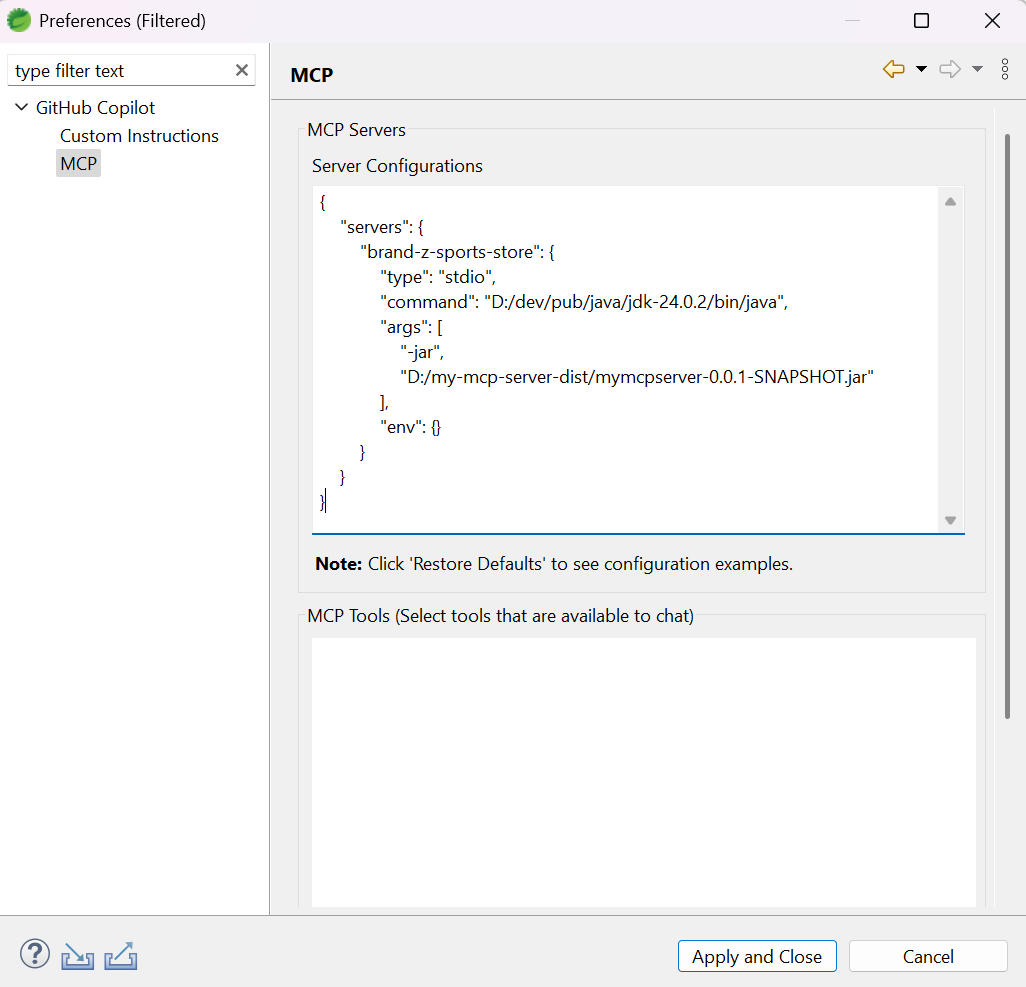 Preferences (Filtered)
type filter text
GitHub Copilot
Custom Instructions
MCP
MCP
MCP Servers
Server Configurations
{
"servers": {
"brand-z-sports-store": {
"type": "stdio",
"command": "D:/dev/pub/java/jdk-24.0.2/bin/java",
"args": [
"-jar",
"D:/my-mcp-server-dist/mymcpserver-0.0.1-SNAPSHOT.jar"
],
"env": {}
}
}
}
Note: Click 'Restore Defaults' to see configuration examples.
MCP Tools (Select tools that are available to chat)
?
Apply and Close
Cancel